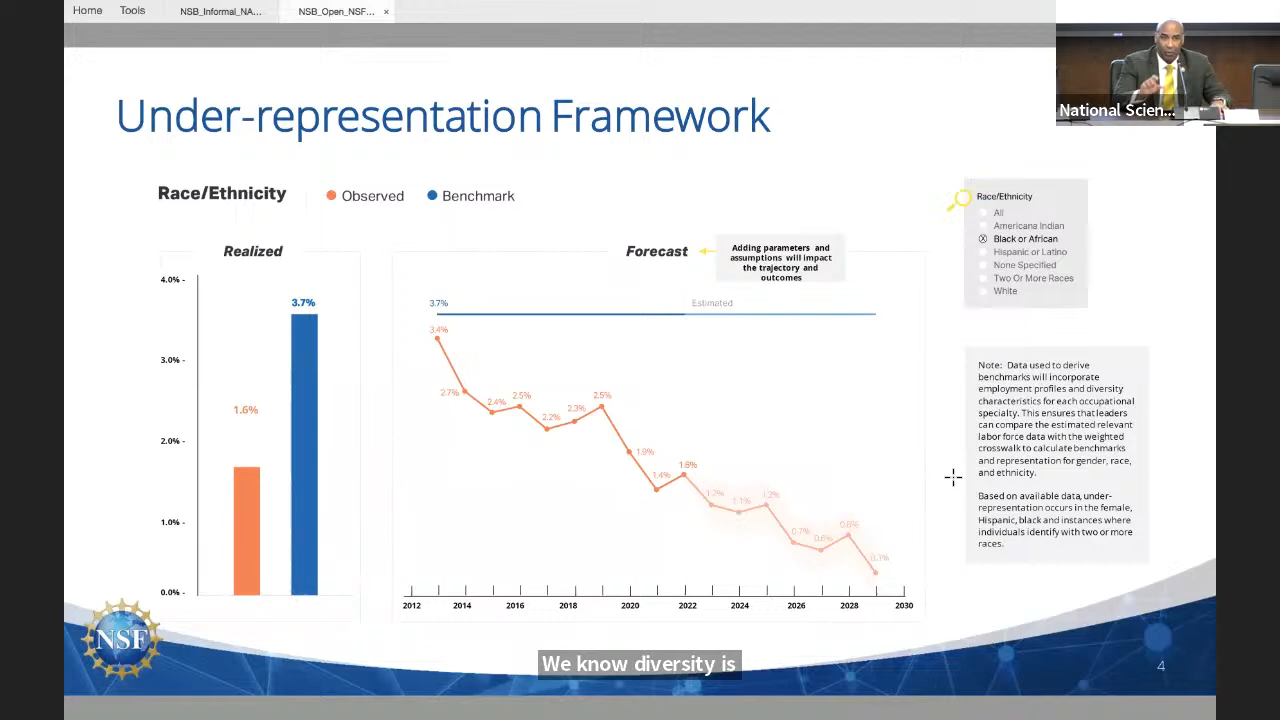 Home Tools NSB_Informal_NA... NSB_Open_NSF... ×
National Scien...
Under-representation Framework
Race/Ethnicity Observed Benchmark
Realized
4.0% -
3.0% -
2.0% -
1.0% -
0.0% -
1.6%
3.7%
Forecast
Adding parameters and
assumptions will impact
the trajectory and
outcomes
3.7%
Estimated
3.4%
2.7%
2.4%
2.5%
2.2%
2.3%
2.5%
1.9%
1.4%
1.6%
1.2%
1.1%
1.2%
0.7%
0.6%
0.8%
2012 2014 2016 2018 2020 2022 2024 2026 2028 2030
Race/Ethnicity
All
Americana Indian
X Black or African
Hispanic or Latino
None Specified
Two Or More Races
White
Note: Data used to derive
benchmarks will incorporate
employment profiles and diversity
characteristics for each occupational
specialty. This ensures that leaders
can compare the estimated relevant
labor force data with the weighted
crosswalk to calculate benchmarks
and representation for gender, race,
and ethnicity.
Based on available data, under-
representation occurs in the female,
Hispanic, black and instances where
individuals identify with two or more
races.
NSF
We know diversity is
4